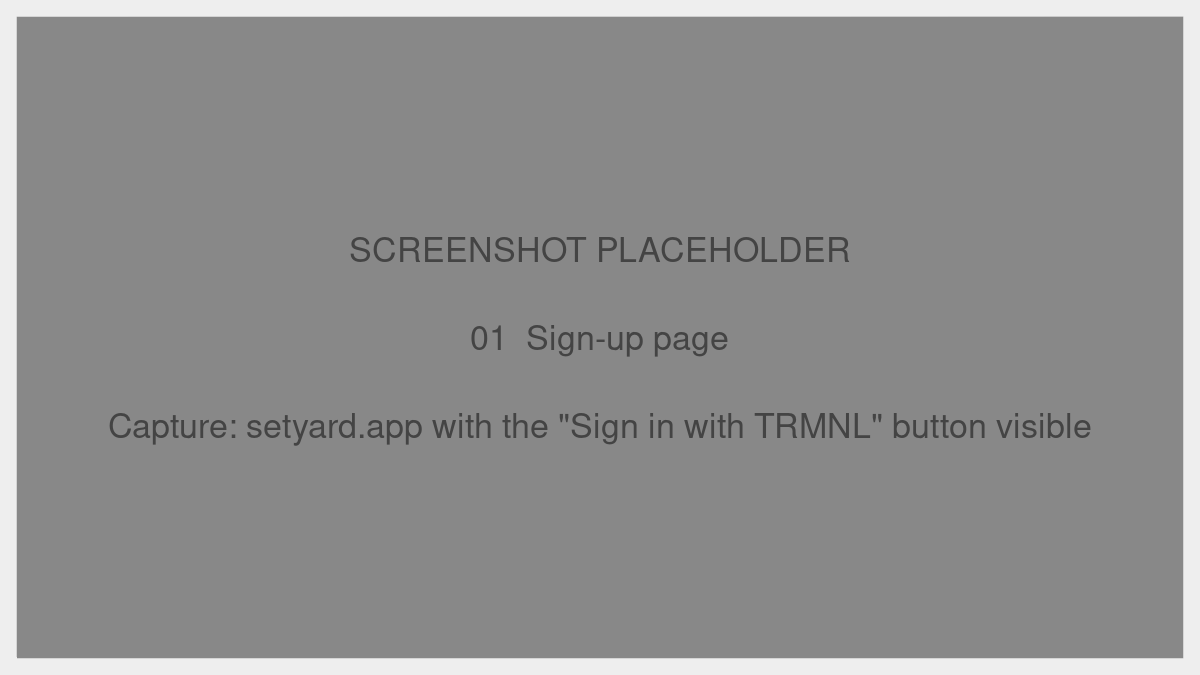 SCREENSHOT PLACEHOLDER
01  Sign-up page
Capture: setyard.app with the "Sign in with TRMNL" button visible